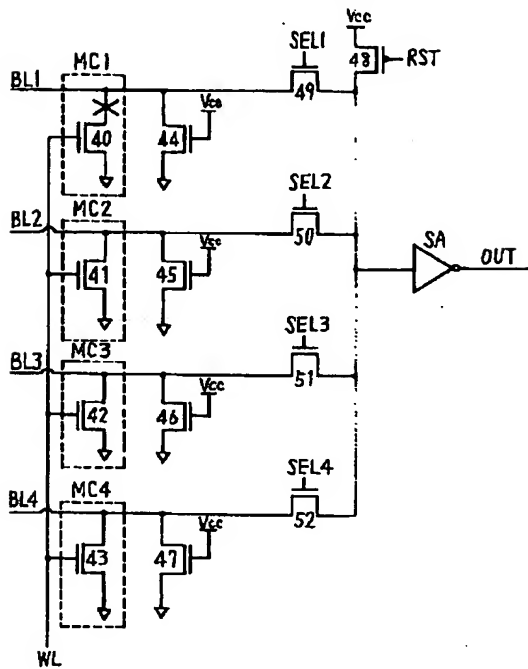 Vcc
SEL1
48
RST
MC1
BL1
49
Vcc
40
44
SEL2
MC2
BL2
50
SA
OUT
Vcc
41
45
SEL3
MC3
BL3
51
Vcc
42
46
SEL4
MC4
BL4
52
Vcc
43
47
WL